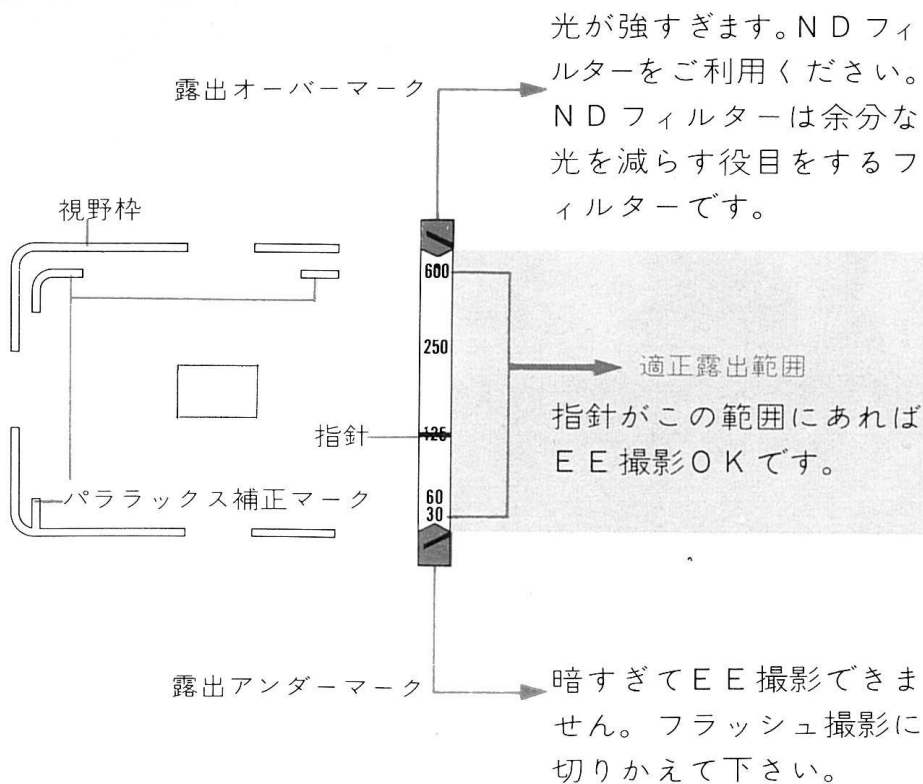 光が強すぎます。NDフィ
ルターをご利用ください。
NDフィルターは余分な
光を減らす役目をするフ
ィルターです。
露出オーバーマーク
視野枠
600
250
適正露出範囲
指針がこの範囲にあれば
EE撮影OKです。
指針
125
60
30
パララックス補正マーク
露出アンダーマーク
暗すぎてEE撮影できま
せん。フラッシュ撮影に
切りかえて下さい。